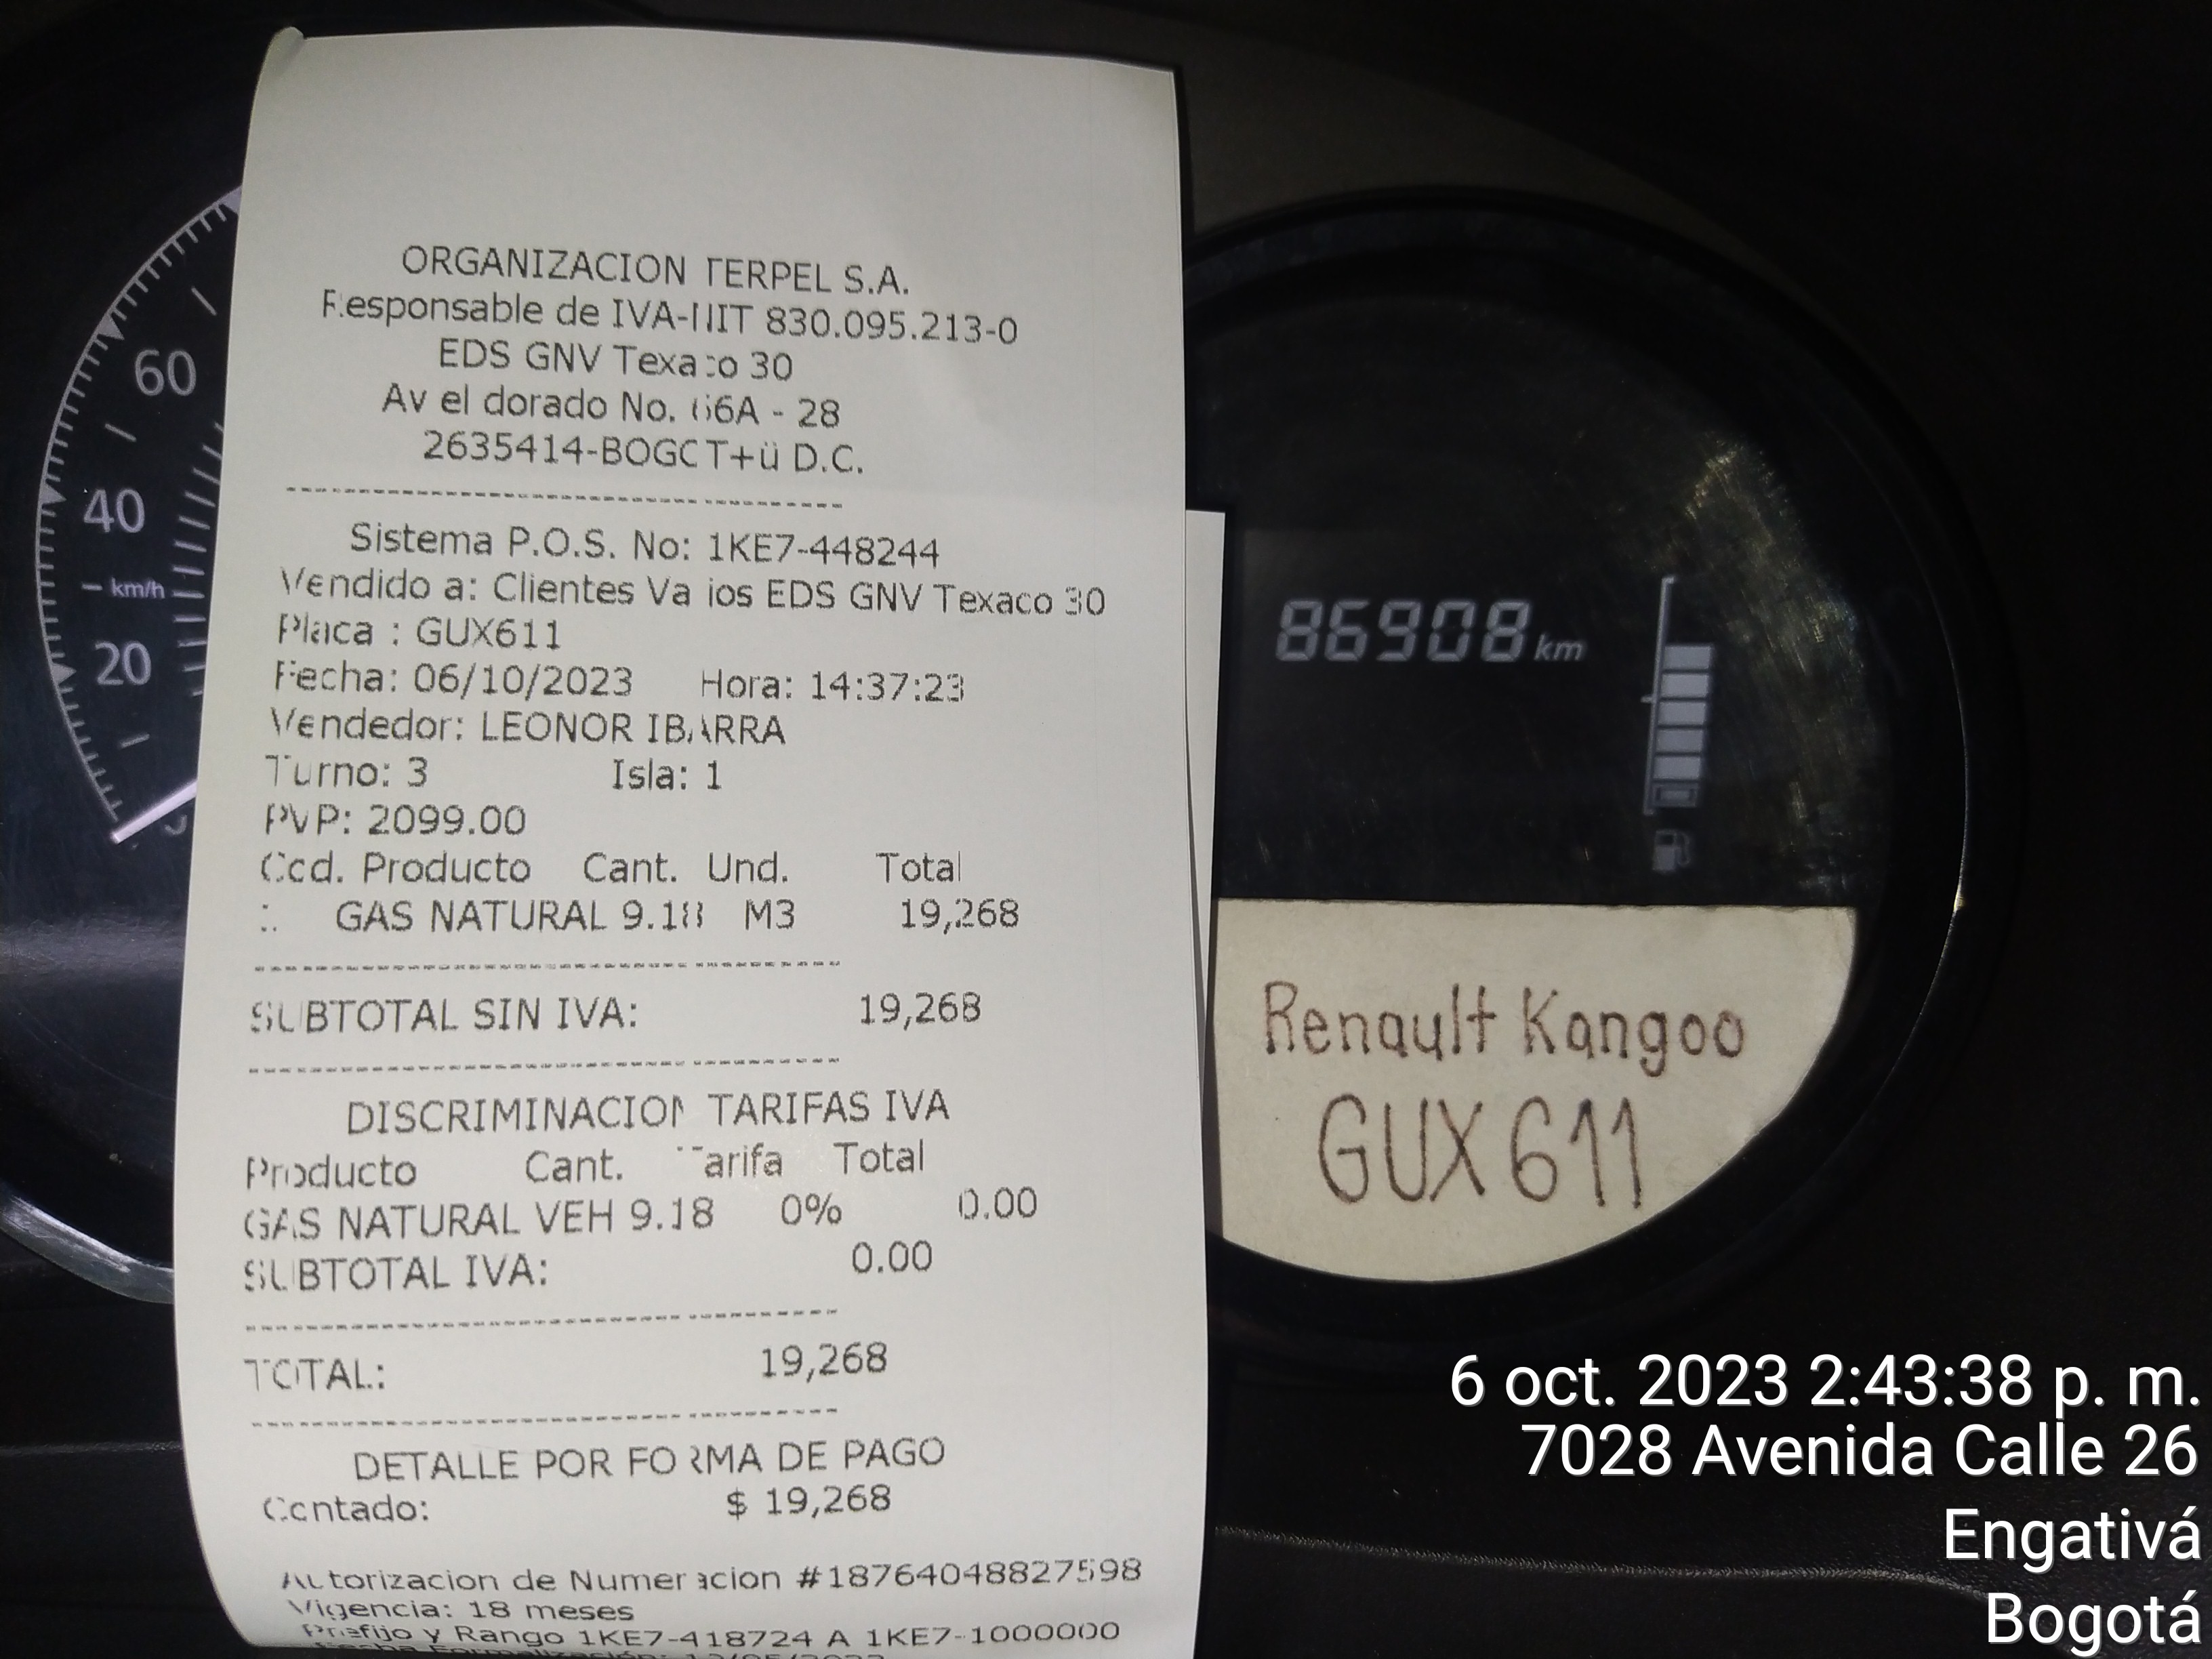 ORGANIZACION TERPEL S.A.
Responsable de IVA-NIT 830.095.213-0
EDS GNV Texaco 30
Av el dorado No. 66A - 28
2635414-BOGOT+ü D.C.
Sistema P.O.S. No: 1KE7-448244
Vendido a: Clientes Varios EDS GNV Texaco 30
Placa : GUX611
Fecha: 06/10/2023 Hora: 14:37:23
Vendedor: LEONOR IBARRA
Turno: 3 Isla: 1
PVP: 2099.00
Cod. Producto Cant. Und. Total
GAS NATURAL 9.18 M3 19,268
SUBTOTAL SIN IVA: 19,268
DISCRIMINACION TARIFAS IVA
Producto Cant. Tarifa Total
GAS NATURAL VEH 9.18 0% 0.00
SUBTOTAL IVA: 0.00
TOTAL: 19,268
DETALLE POR FORMA DE PAGO
Contado: $ 19,268
Autorizacion de Numeracion #18764048827598
Vigencia: 18 meses
Prefijo y Rango 1KE7-418724 A 1KE7-1000000
60
40
km/h
20
86908 km
Renault Kangoo
GUX611
6 oct. 2023 2:43:38 p. m.
7028 Avenida Calle 26
Engativá
Bogotá